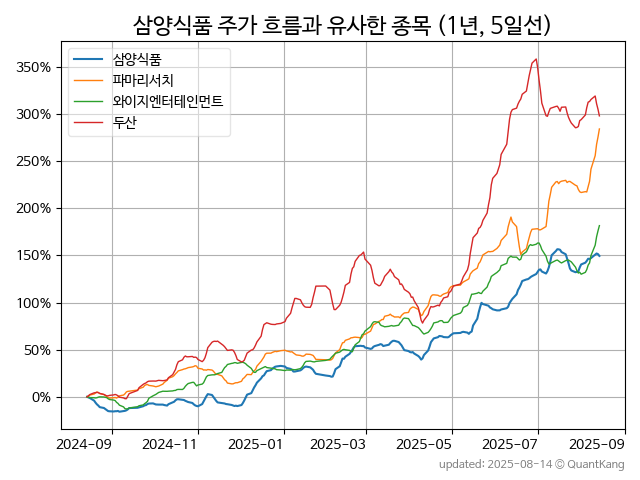 삼양식품 주가 흐름과 유사한 종목 (1년, 5일선)
삼양식품
파마리서치
와이지엔터테인먼트
두산
350%
300%
250%
200%
150%
100%
50%
0%
2024-09 2024-11 2025-01 2025-03 2025-05 2025-07 2025-09
updated: 2025-08-14 © QuantKang